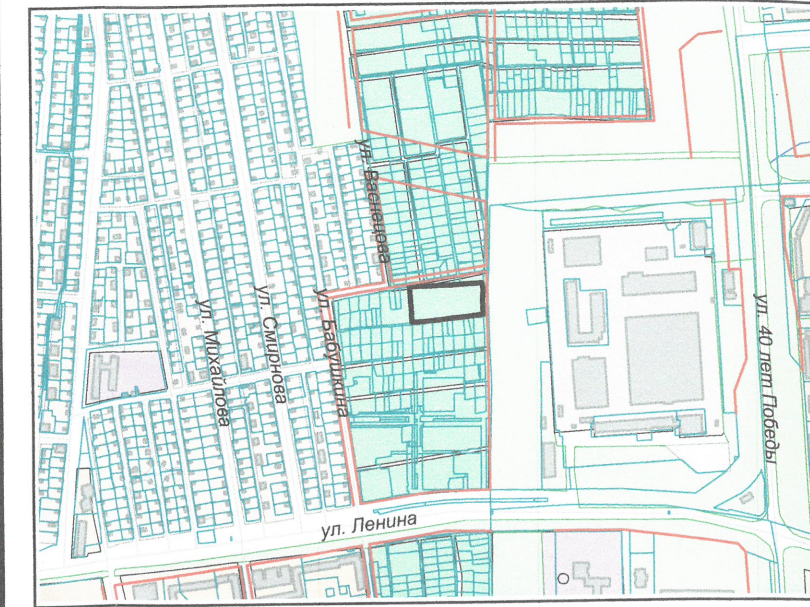 ул. Васнецова
ул. Михайлова
ул. Смирнова
ул. Бабушкина
ул. 40 лет Победы
ул. Ленина